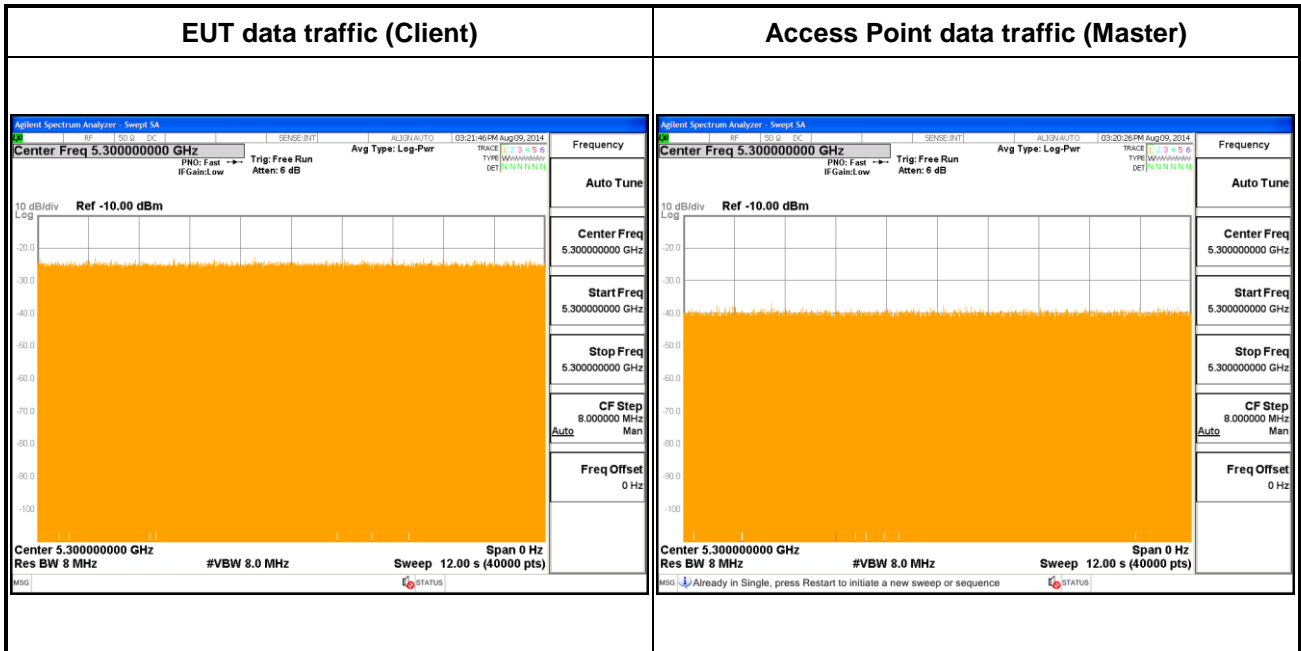 EUT data traffic (Client)
Access Point data traffic (Master)
Agilent Spectrum Analyzer - Swept SA
RF 50 Ω DC SENSE:INT ALIGNAUTO 03:21:46 PM Aug 09, 2014
Center Freq 5.300000000 GHz
Avg Type: Log-Pwr
TRACE 1 2 3 4 5 6
PNO: Fast Trig: Free Run
TYPE W
IFGain:Low Atten: 6 dB
DET N N N N N N
10 dB/div Ref -10.00 dBm
Log
-20.0
-30.0
-40.0
-50.0
-60.0
-70.0
-80.0
-90.0
-100
Center 5.300000000 GHz Span 0 Hz
Res BW 8 MHz #VBW 8.0 MHz Sweep 12.00 s (40000 pts)
MSG STATUS
Frequency
Auto Tune
Center Freq
5.300000000 GHz
Start Freq
5.300000000 GHz
Stop Freq
5.300000000 GHz
CF Step
8.000000 MHz
Auto Man
Freq Offset
0 Hz
Agilent Spectrum Analyzer - Swept SA
RF 50 Ω DC SENSE:INT ALIGNAUTO 03:20:26 PM Aug 09, 2014
Center Freq 5.300000000 GHz
Avg Type: Log-Pwr
TRACE 1 2 3 4 5 6
PNO: Fast Trig: Free Run
TYPE W
IFGain:Low Atten: 6 dB
DET N N N N N N
10 dB/div Ref -10.00 dBm
Log
-20.0
-30.0
-40.0
-50.0
-60.0
-70.0
-80.0
-90.0
-100
Center 5.300000000 GHz Span 0 Hz
Res BW 8 MHz #VBW 8.0 MHz Sweep 12.00 s (40000 pts)
MSG Already in Single, press Restart to initiate a new sweep or sequence STATUS
Frequency
Auto Tune
Center Freq
5.300000000 GHz
Start Freq
5.300000000 GHz
Stop Freq
5.300000000 GHz
CF Step
8.000000 MHz
Auto Man
Freq Offset
0 Hz